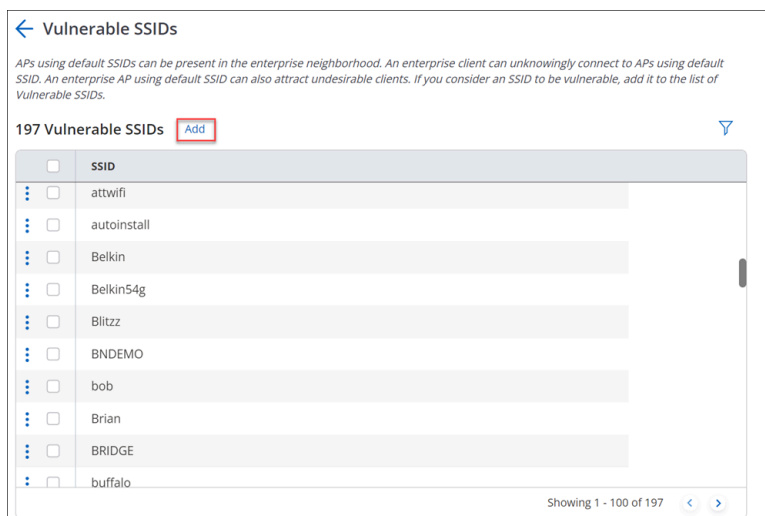 Vulnerable SSIDs
APs using default SSIDs can be present in the enterprise neighborhood. An enterprise client can unknowingly connect to APs using default
SSID. An enterprise AP using default SSID can also attract undesirable clients. If you consider an SSID to be vulnerable, add it to the list of
Vulnerable SSIDs.
197 Vulnerable SSIDs Add
SSID
attwifi
autoinstall
Belkin
Belkin54g
Blitzz
BNDEMO
bob
Brian
BRIDGE
buffalo
Showing 1 - 100 of 197